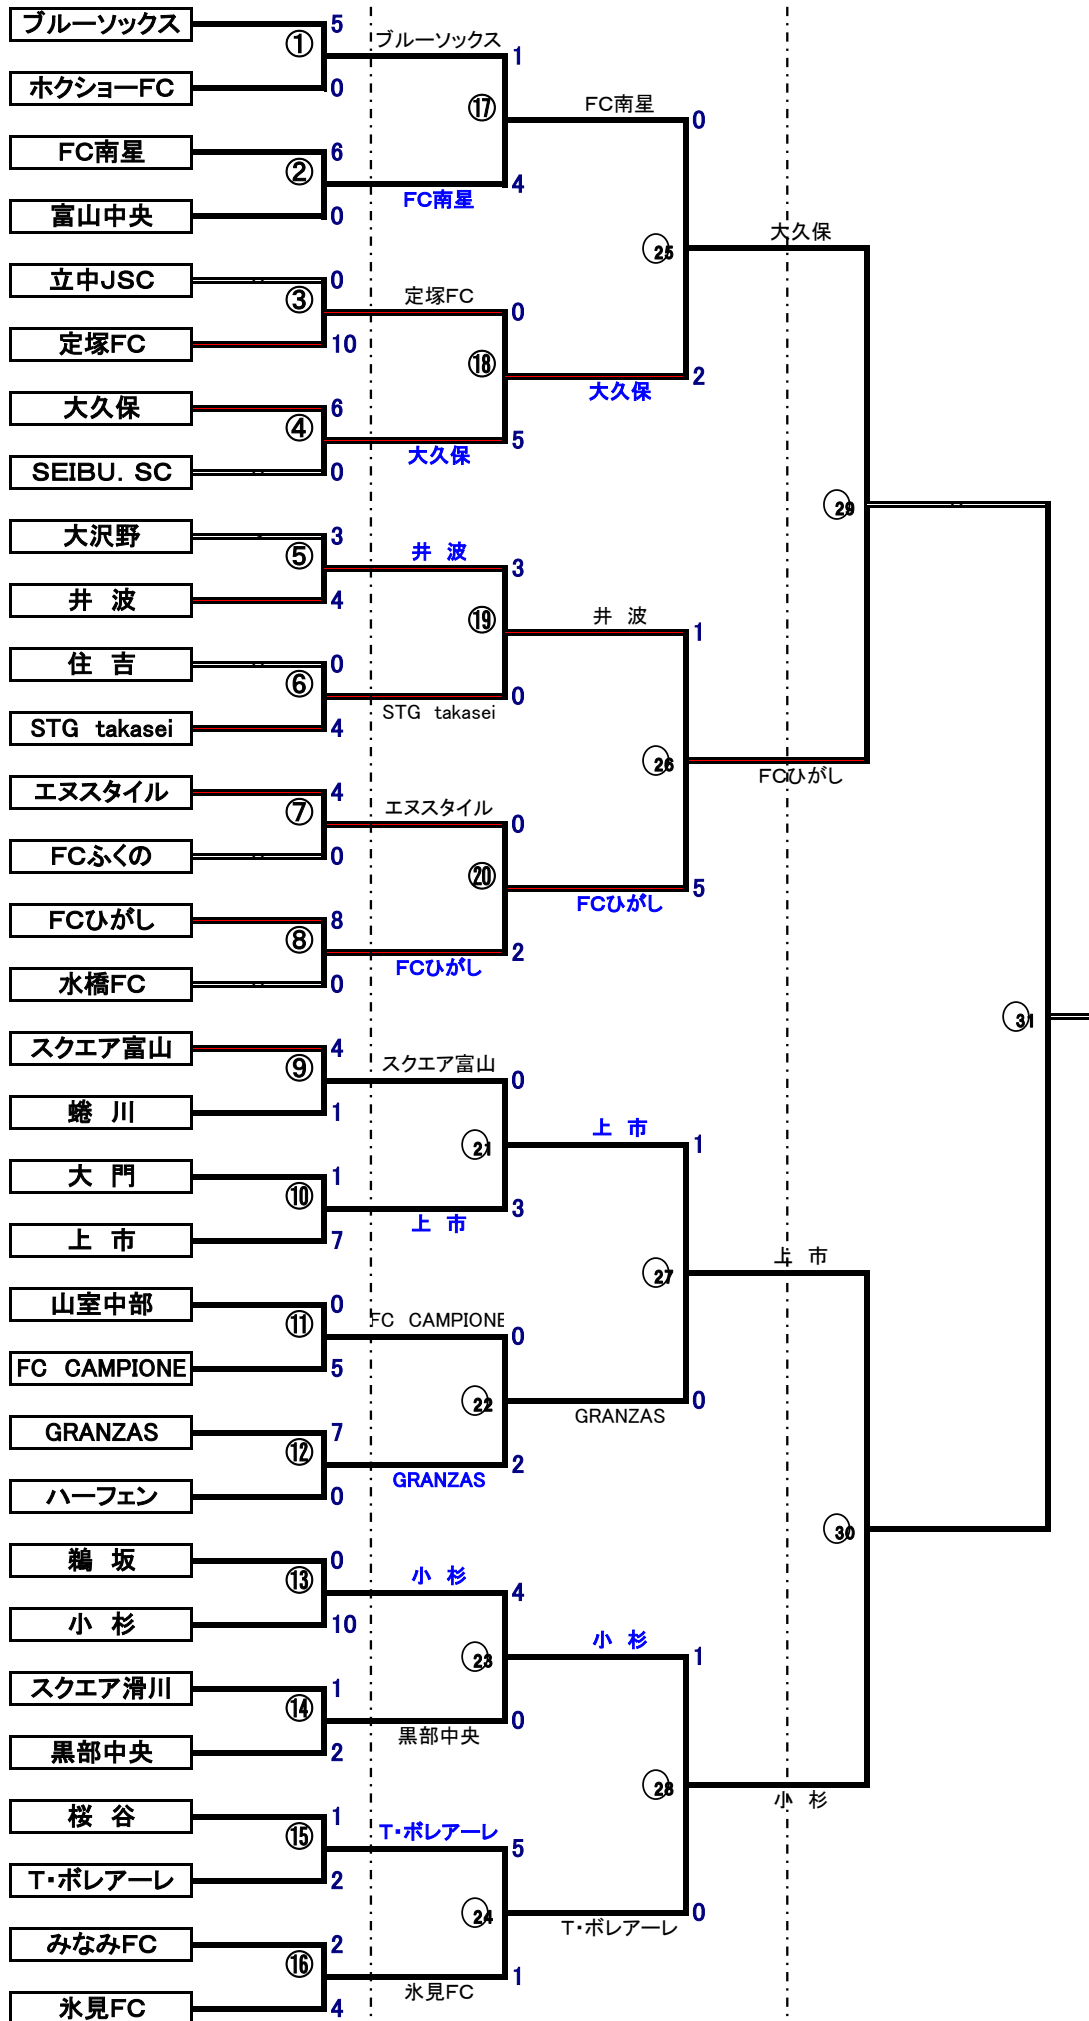 ブルーソックス
5
①
ホクショーFC
0
FC南星
6
②
富山中央
0
立中JSC
0
③
定塚FC
10
大久保
6
④
SEIBU. SC
0
大沢野
3
⑤
井　波
4
住　吉
0
⑥
STG　takasei
4
エヌスタイル
4
⑦
FCふくの
0
FCひがし
8
⑧
水橋FC
0
スクエア富山
4
⑨
蜷　川
1
大　門
1
⑩
上　市
7
山室中部
0
⑪
FC　CAMPIONE
5
GRANZAS
7
⑫
ハーフェン
0
鵜　坂
0
⑬
小　杉
10
スクエア滑川
1
⑭
黒部中央
2
桜　谷
1
⑮
T・ボレアーレ
2
みなみFC
2
⑯
氷見FC
4
ブルーソックス
1
⑰
FC南星
4
定塚FC
0
⑱
大久保
5
井　波
3
⑲
STG　takasei
0
エヌスタイル
0
⑳
FCひがし
2
スクエア富山
0
21
上　市
3
FC　CAMPIONE
0
22
GRANZAS
2
小　杉
4
23
黒部中央
0
T・ボレアーレ
5
24
氷見FC
1
FC南星
0
25
大久保
2
井　波
1
26
FCひがし
5
上　市
1
27
GRANZAS
0
小　杉
1
28
T・ボレアーレ
0
大久保
29
FCひがし
上　市
30
小　杉
31